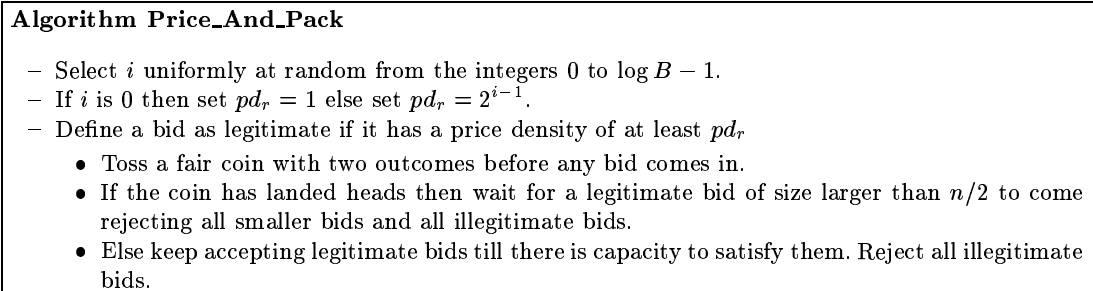 Algorithm Price_And_Pack
– Select i uniformly at random from the integers 0 to log B − 1.
– If i is 0 then set pd_r = 1 else set pd_r = 2^{i−1}.
– Define a bid as legitimate if it has a price density of at least pd_r
• Toss a fair coin with two outcomes before any bid comes in.
• If the coin has landed heads then wait for a legitimate bid of size larger than n/2 to come
rejecting all smaller bids and all illegitimate bids.
• Else keep accepting legitimate bids till there is capacity to satisfy them. Reject all illegitimate
bids.